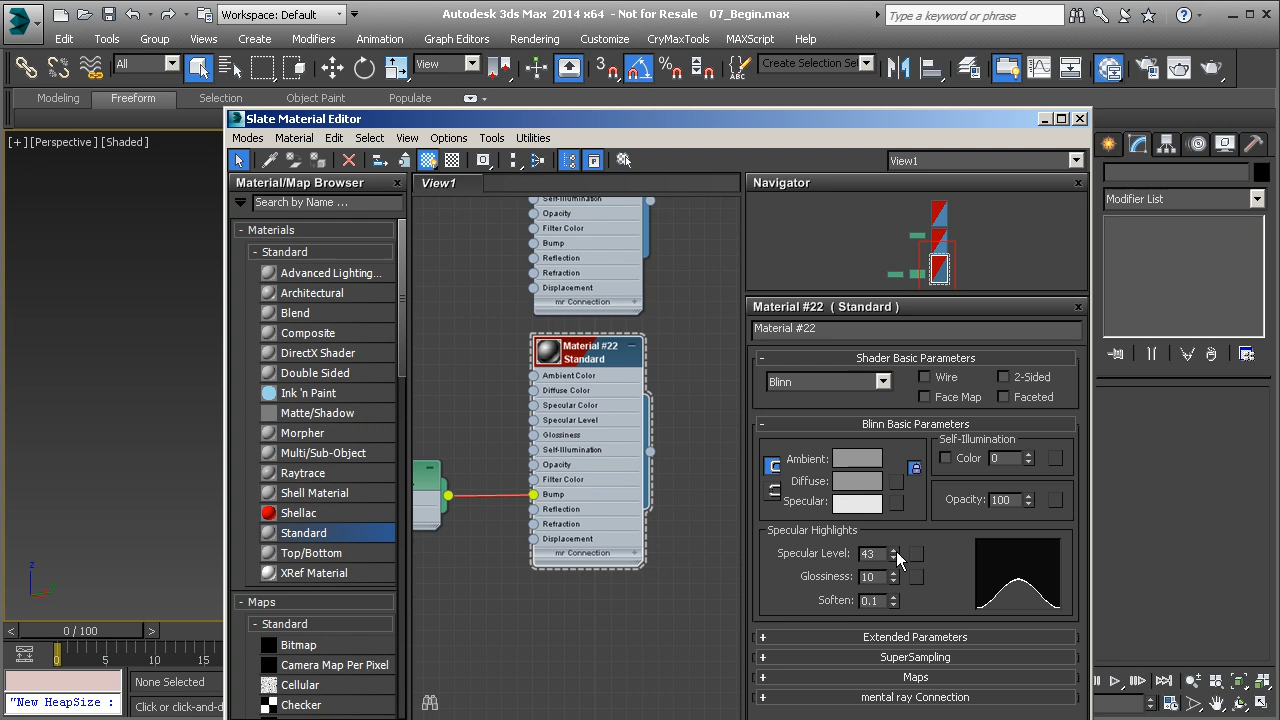 Workspace: Default
Autodesk 3ds Max 2014 x64 - Not for Resale 07_Begin.max
Type a keyword or phrase
Edit Tools Group Views Create Modifiers Animation Graph Editors Rendering Customize CryMaxTools MAXScript Help
All
View
3
Create Selection Se
Modeling Freeform Selection Object Paint Populate
[+][Perspective][Shaded]
Slate Material Editor
Modes Material Edit Select View Options Tools Utilities
View1
Material/Map Browser
Search by Name ...
- Materials
- Standard
Advanced Lighting...
Architectural
Blend
Composite
DirectX Shader
Double Sided
Ink 'n Paint
Matte/Shadow
Morpher
Multi/Sub-Object
Raytrace
Shell Material
Shellac
Standard
Top/Bottom
XRef Material
- Maps
- Standard
Bitmap
Camera Map Per Pixel
Cellular
Checker
View1
Self-Illumination
Opacity
Filter Color
Bump
Reflection
Refraction
Displacement
mr Connection +
Material #22
Standard
Ambient Color
Diffuse Color
Specular Color
Specular Level
Glossiness
Self-Illumination
Opacity
Filter Color
Bump
Reflection
Refraction
Displacement
mr Connection +
Navigator
Material #22 ( Standard )
Material #22
- Shader Basic Parameters
Blinn
Wire 2-Sided
Face Map Faceted
- Blinn Basic Parameters
Ambient:
Diffuse:
Specular:
Self-Illumination
Color 0
Opacity: 100
Specular Highlights
Specular Level: 43
Glossiness: 10
Soften: 0.1
+ Extended Parameters
+ SuperSampling
+ Maps
+ mental ray Connection
Modifier List
z
< 0 / 100 >
0 5 10 15
None Selected
"New HeapSize :
Click or click-and